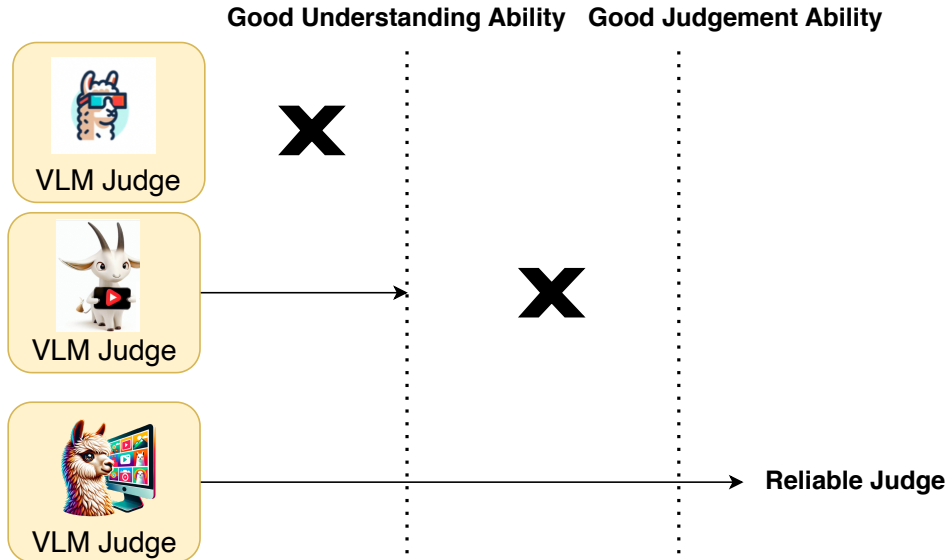 Good Understanding Ability
Good Judgement Ability
VLM Judge
VLM Judge
VLM Judge
Reliable Judge